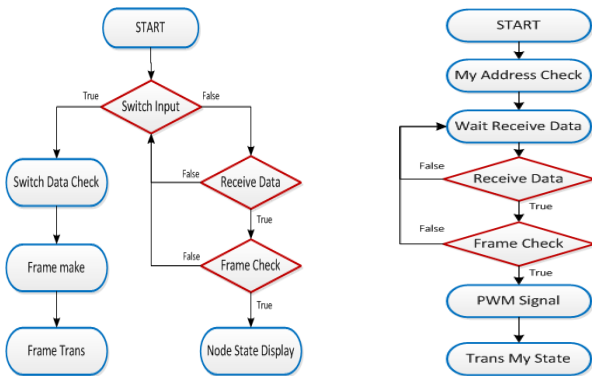 START
True
False
Switch Input
Switch Data Check
False
Receive Data
True
Frame make
False
Frame Check
True
Frame Trans
Node State Display
START
My Address Check
Wait Receive Data
False
Receive Data
True
False
Frame Check
True
PWM Signal
Trans My State